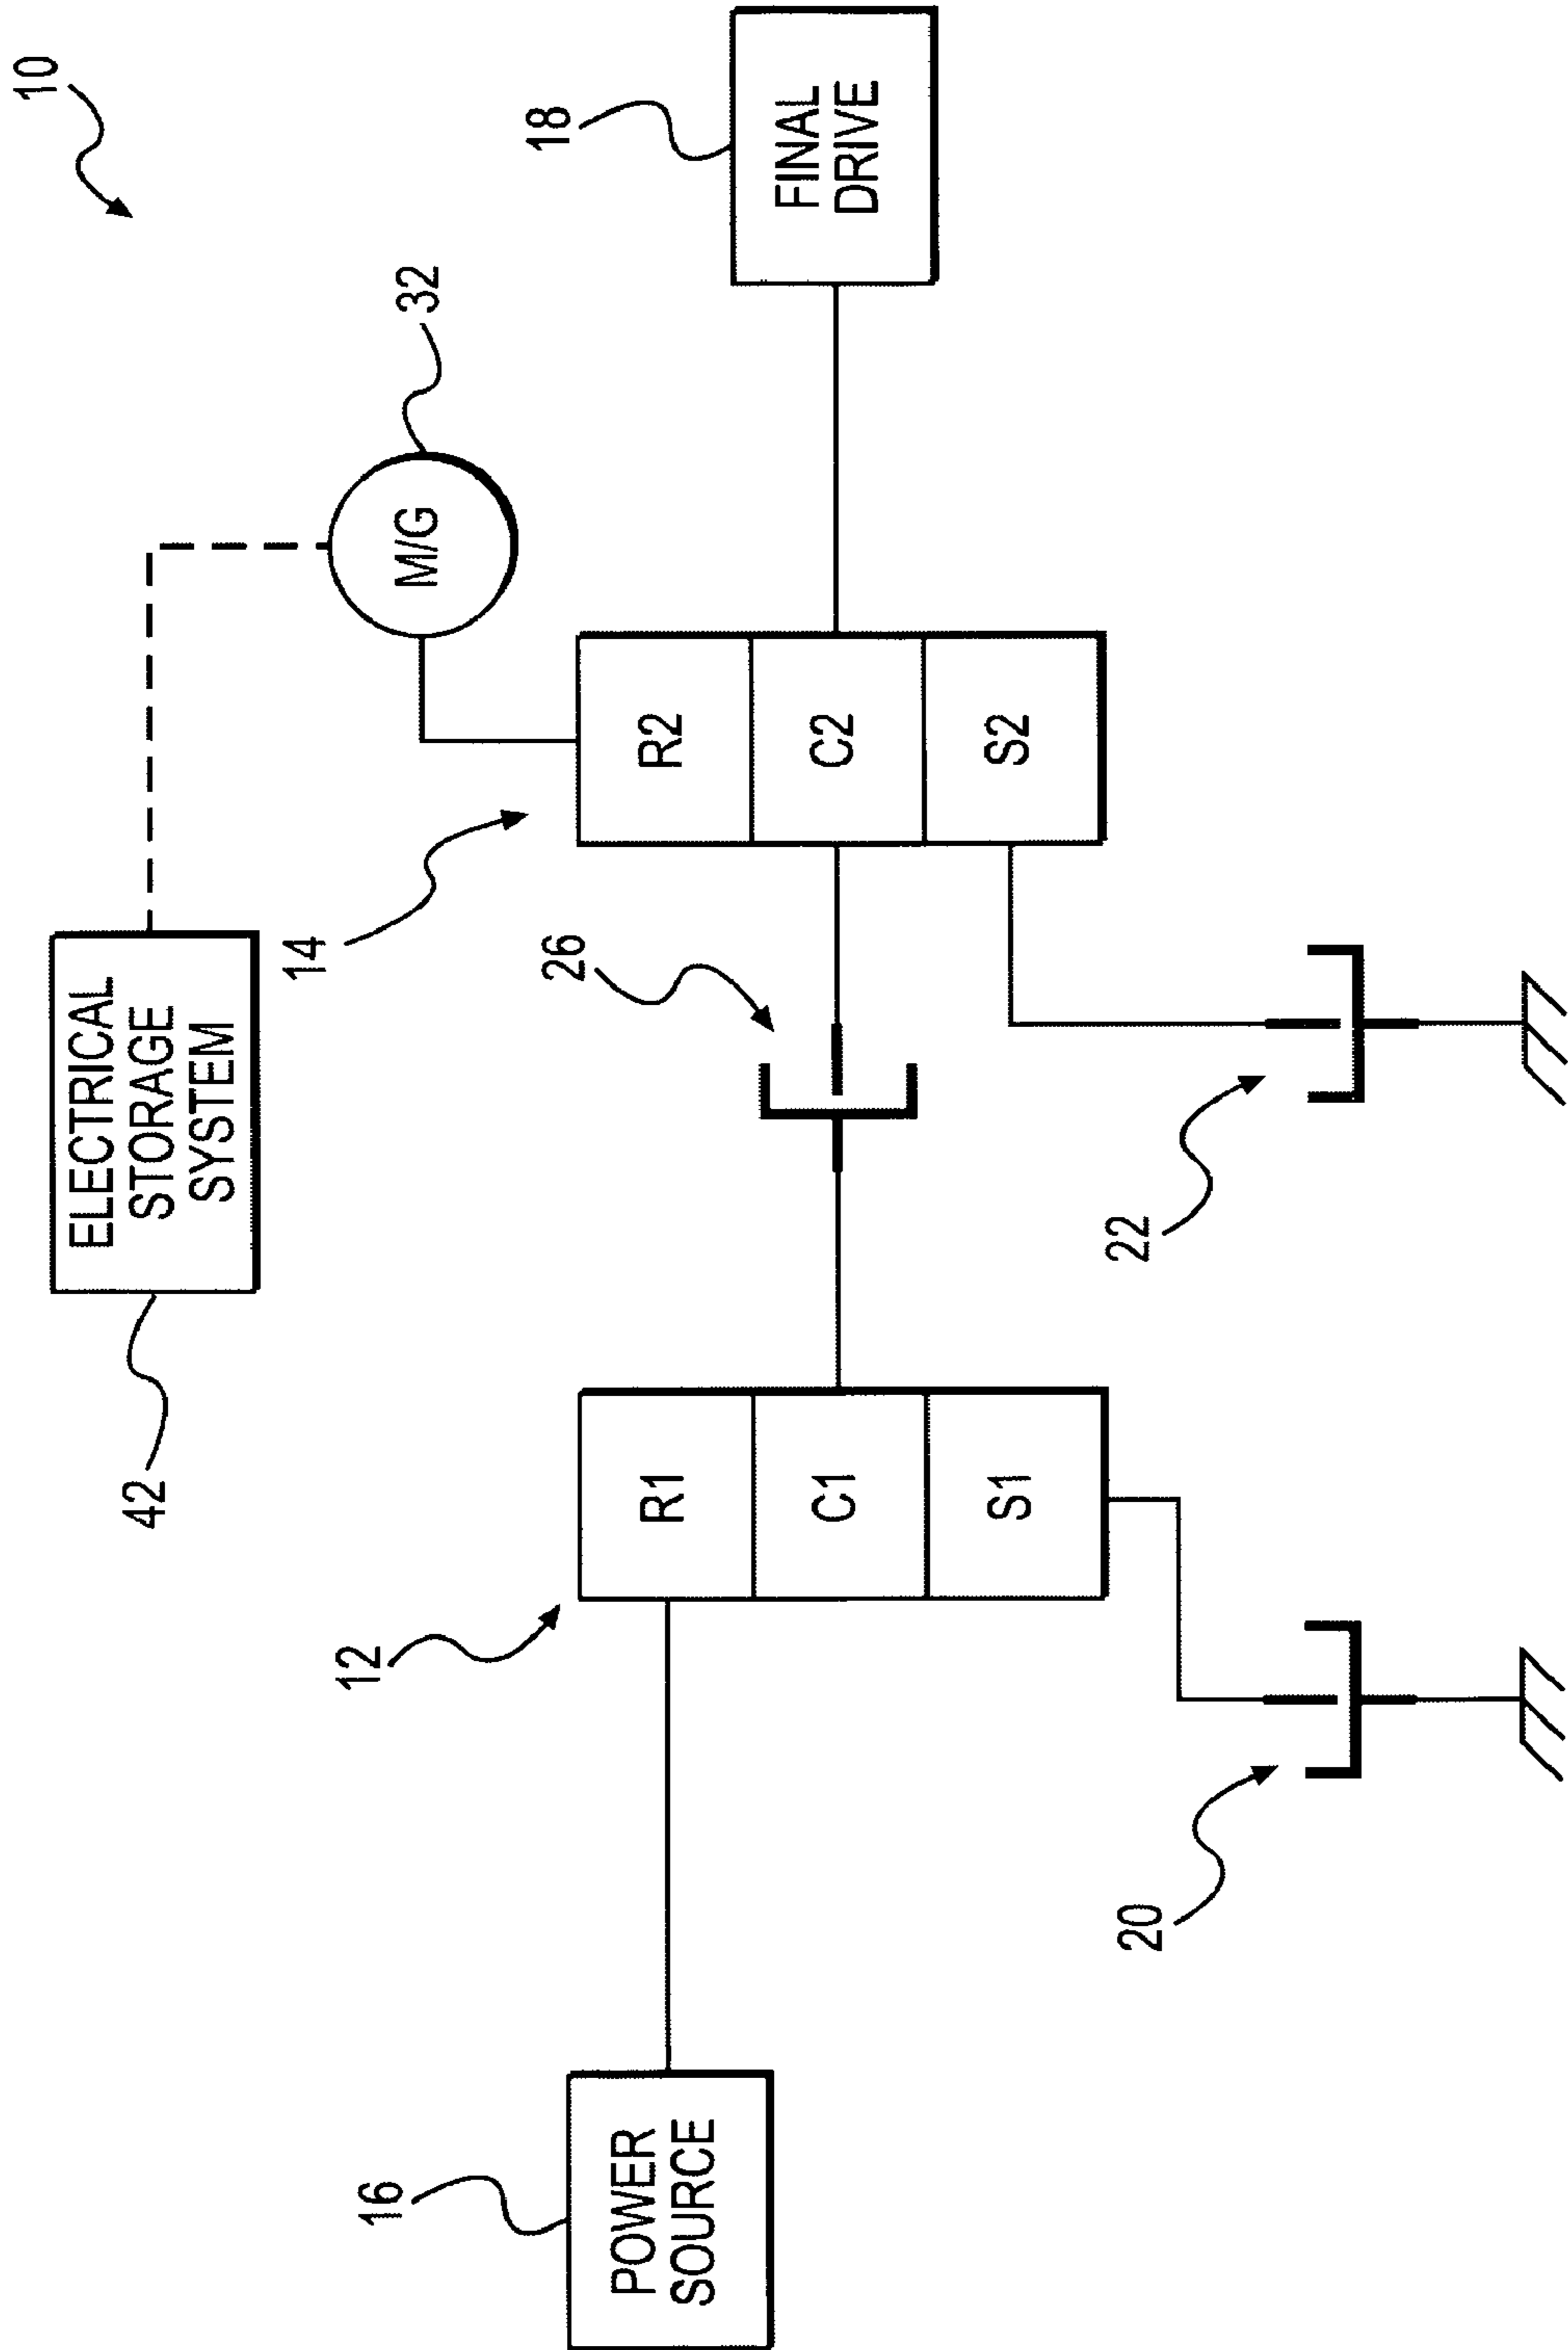 10
42
ELECTRICAL
STORAGE
SYSTEM
32
M/G
14
18
FINAL
DRIVE
26
R2
C2
S2
12
R1
C1
S1
16
POWER
SOURCE
22
20